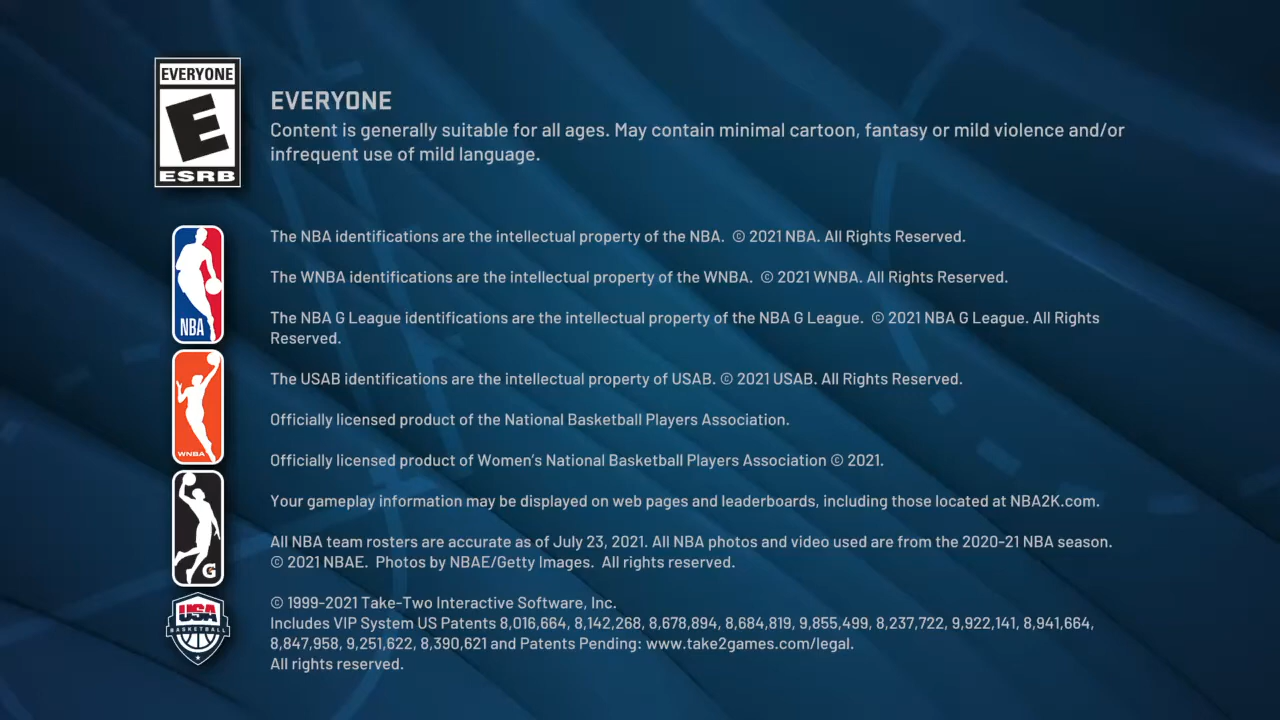 EVERYONE
E
ESRB
EVERYONE
Content is generally suitable for all ages. May contain minimal cartoon, fantasy or mild violence and/or
infrequent use of mild language.
The NBA identifications are the intellectual property of the NBA. © 2021 NBA. All Rights Reserved.
NBA
The WNBA identifications are the intellectual property of the WNBA. © 2021 WNBA. All Rights Reserved.
The NBA G League identifications are the intellectual property of the NBA G League. © 2021 NBA G League. All Rights
Reserved.
The USAB identifications are the intellectual property of USAB. © 2021 USAB. All Rights Reserved.
WNBA
Officially licensed product of the National Basketball Players Association.
Officially licensed product of Women's National Basketball Players Association © 2021.
Your gameplay information may be displayed on web pages and leaderboards, including those located at NBA2K.com.
G
All NBA team rosters are accurate as of July 23, 2021. All NBA photos and video used are from the 2020-21 NBA season.
© 2021 NBAE. Photos by NBAE/Getty Images. All rights reserved.
USA
BASKETBALL
© 1999-2021 Take-Two Interactive Software, Inc.
Includes VIP System US Patents 8,016,664, 8,142,268, 8,678,894, 8,684,819, 9,855,499, 8,237,722, 9,922,141, 8,941,664,
8,847,958, 9,251,622, 8,390,621 and Patents Pending: www.take2games.com/legal.
All rights reserved.